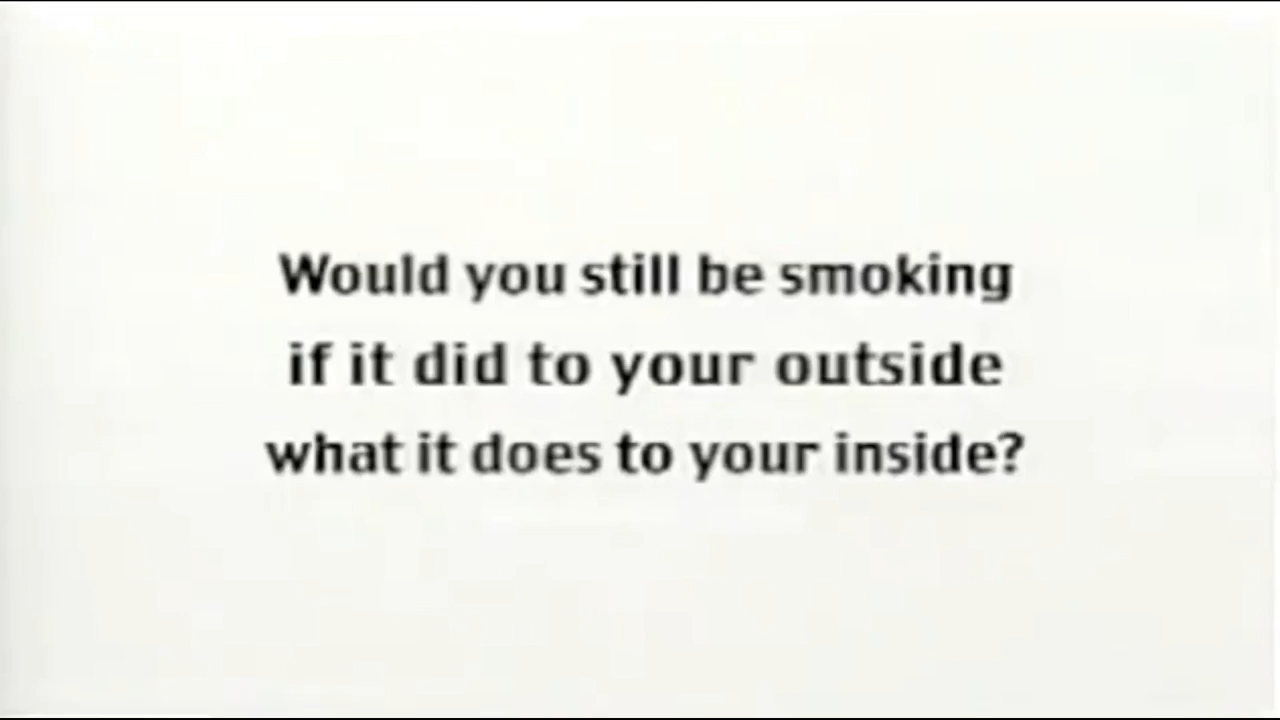 Would you still be smoking
if it did to your outside
what it does to your inside?